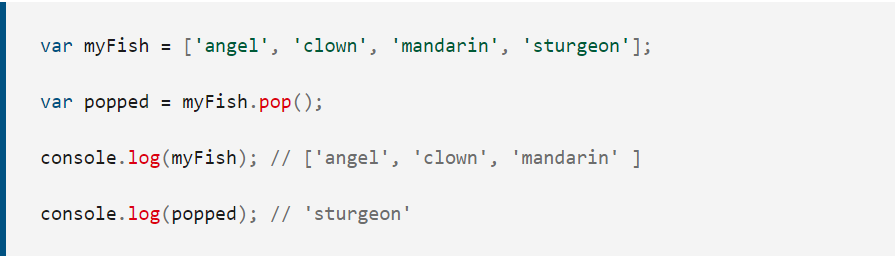 var myFish = ['angel', 'clown', 'mandarin', 'sturgeon'];
var popped = myFish.pop();
console.log(myFish); // ['angel', 'clown', 'mandarin' ]
console.log(popped); // 'sturgeon'